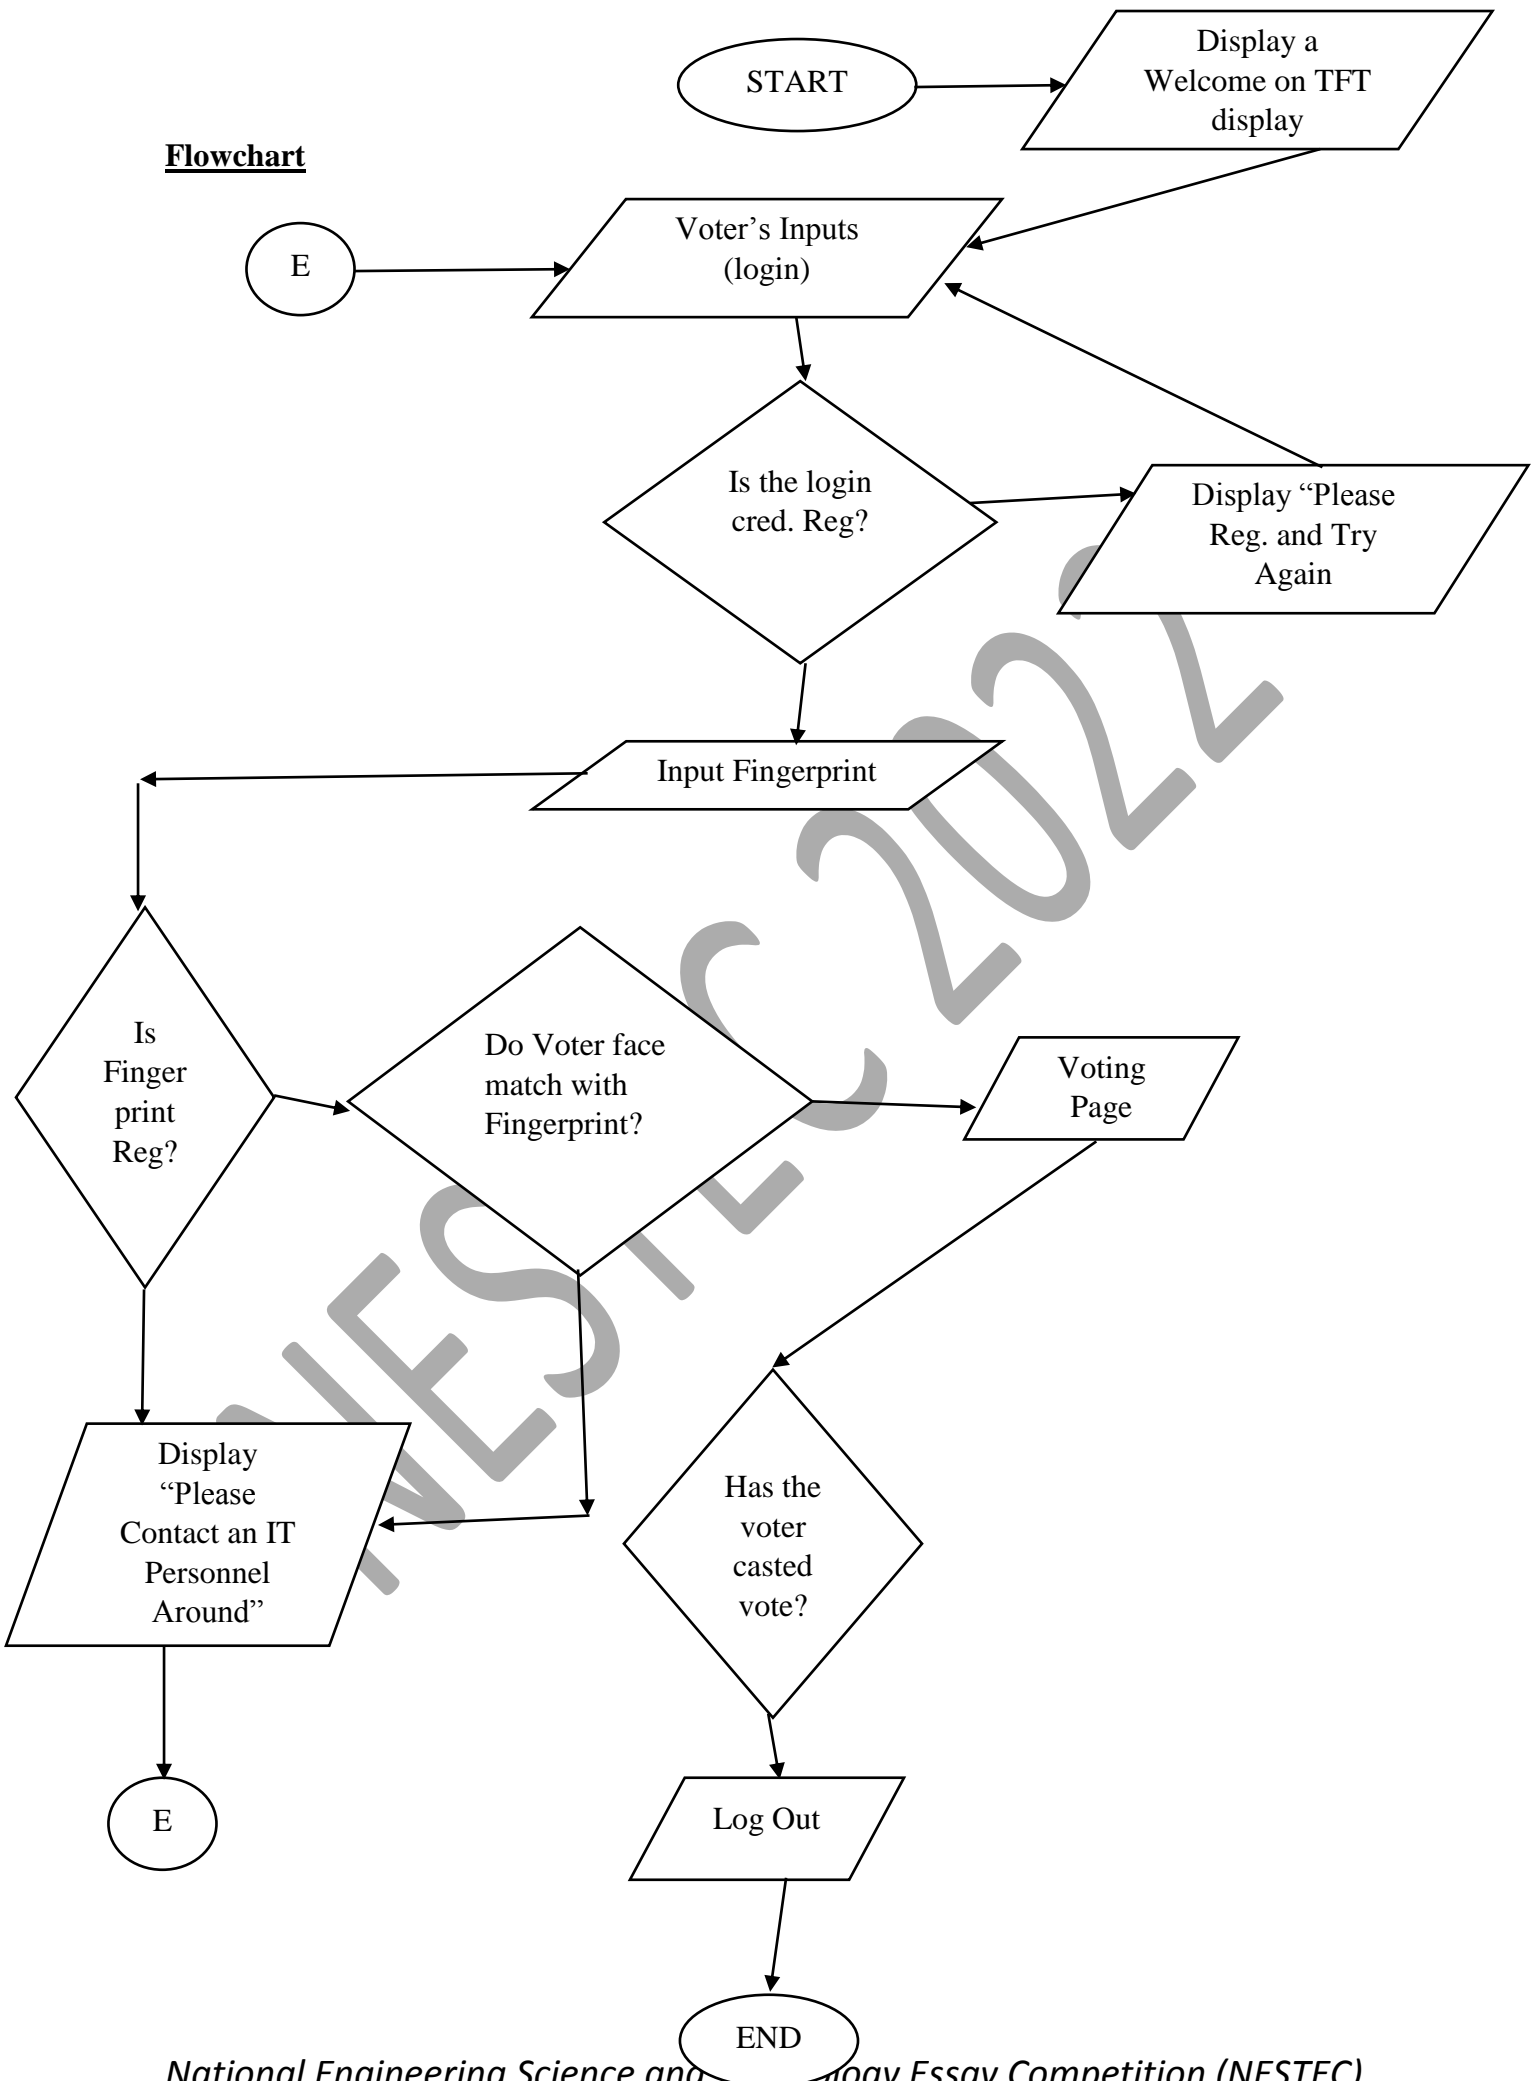 START
Display a
Welcome on TFT
display
Flowchart
Voter’s Inputs
(login)
E
Is the login
cred. Reg?
Display “Please
Reg. and Try
Again
Input Fingerprint
Is
Finger
print
Reg?
Do Voter face
match with
Fingerprint?
Voting
Page
Display
“Please
Contact an IT
Personnel
Around”
Has the
voter
casted
vote?
E
Log Out
END
National Engineering Science and Essay Competition (NESTEC)
NESTEC 2022